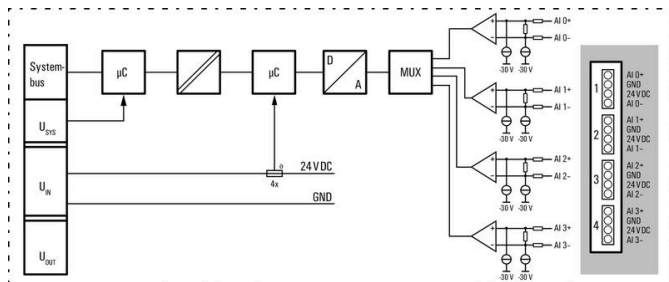 System-
bus
U SYS
U IN
U OUT
µC
µC
D
A
MUX
ϑ
4x
24 V DC
GND
AI 0+
AI 0-
-30 V -30 V
AI 1+
AI 1-
-30 V -30 V
AI 2+
AI 2-
-30 V -30 V
AI 3+
AI 3-
-30 V -30 V
1
AI 0+
GND
24 V DC
AI 0-
2
AI 1+
GND
24 V DC
AI 1-
3
AI 2+
GND
24 V DC
AI 2-
4
AI 3+
GND
24 V DC
AI 3-